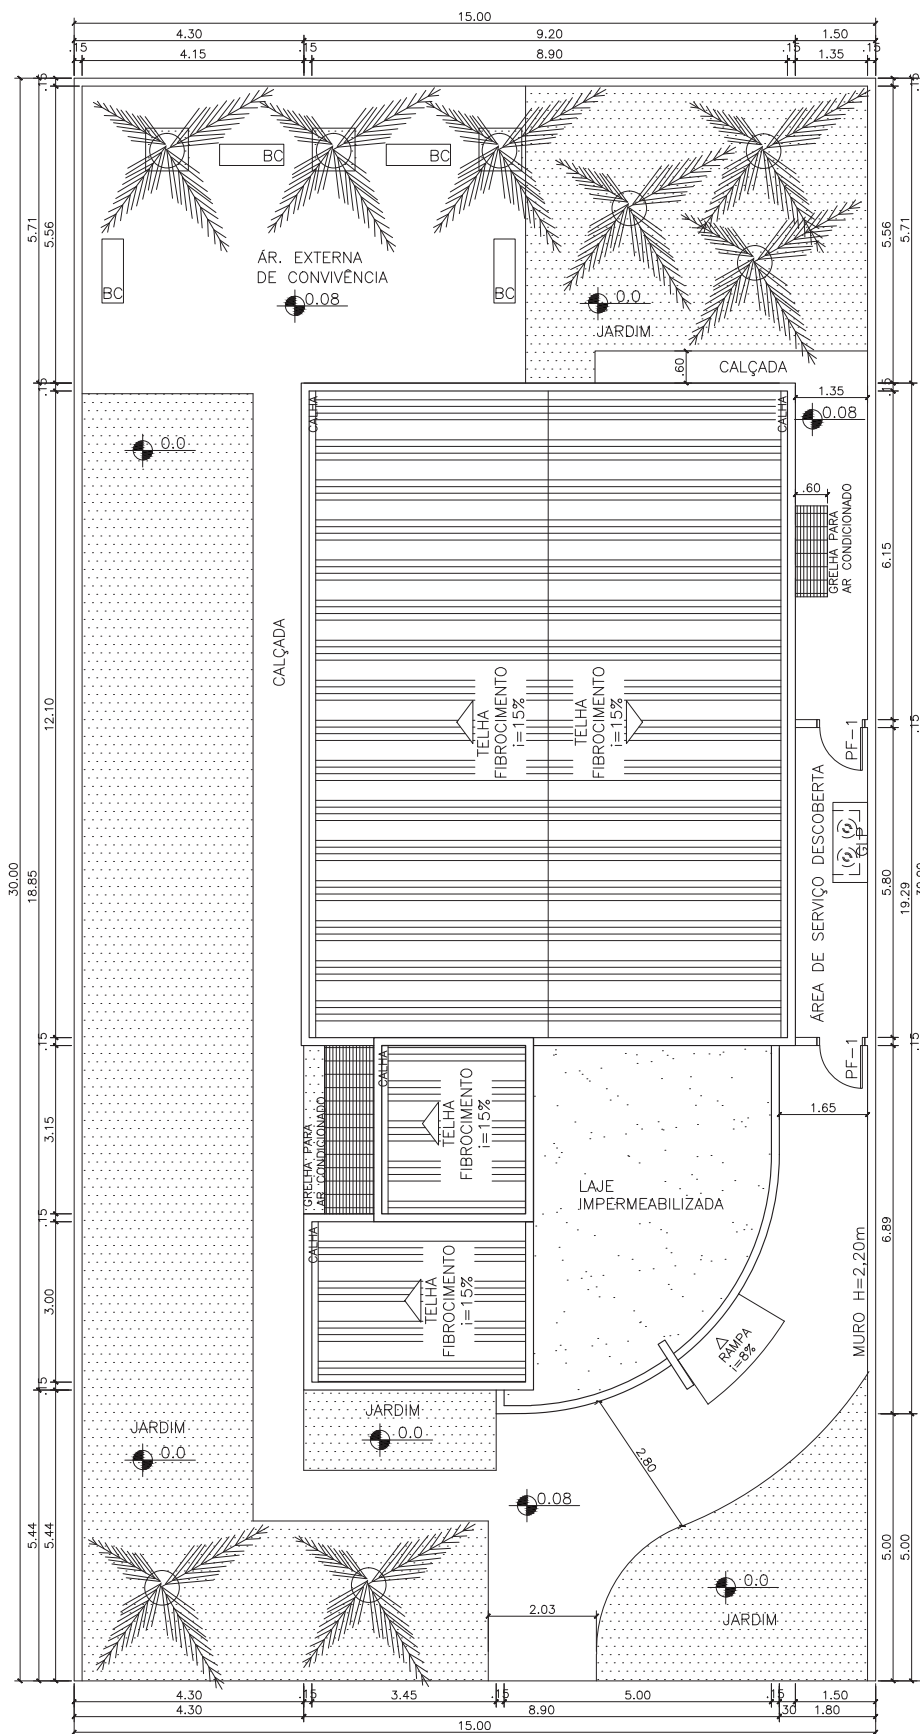 15.00
4.30
9.20
1.50
.15
4.15
.15
8.90
.15
1.35
.15
.15
.15
BC
BC
5.71
5.56
5.56
5.71
ÁR. EXTERNA
DE CONVIVÊNCIA
BC
BC
0.08
0.0
JARDIM
.60
CALÇADA
.15
.15
CALHA
CALHA
1.35
0.08
0.0
.60
GRELHA PARA
AR CONDICIONADO
6.15
CALÇADA
TELHA
FIBROCIMENTO
i=15%
TELHA
FIBROCIMENTO
i=15%
12.10
.15
PF-1
ÁREA DE SERVIÇO DESCOBERTA
GLP
30.00
18.85
5.80
19.29
30.00
.15
.15
PF-1
CALHA
1.65
3.15
GRELHA PARA
AR CONDICIONADO
TELHA
FIBROCIMENTO
i=15%
LAJE
IMPERMEABILIZADA
6.89
.15
CALHA
TELHA
FIBROCIMENTO
i=15%
3.00
MURO H=2,20m
RAMPA
i=8%
.15
JARDIM
0.0
JARDIM
0.0
2.80
0.08
5.44
5.44
5.00
5.00
0.0
JARDIM
2.03
4.30
.15
3.45
.15
5.00
.15
1.50
4.30
8.90
.30
1.80
15.00